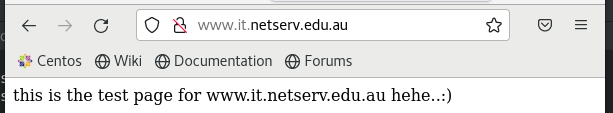 www.it.netserv.edu.au
Centos Wiki Documentation Forums
this is the test page for www.it.netserv.edu.au hehe..:)